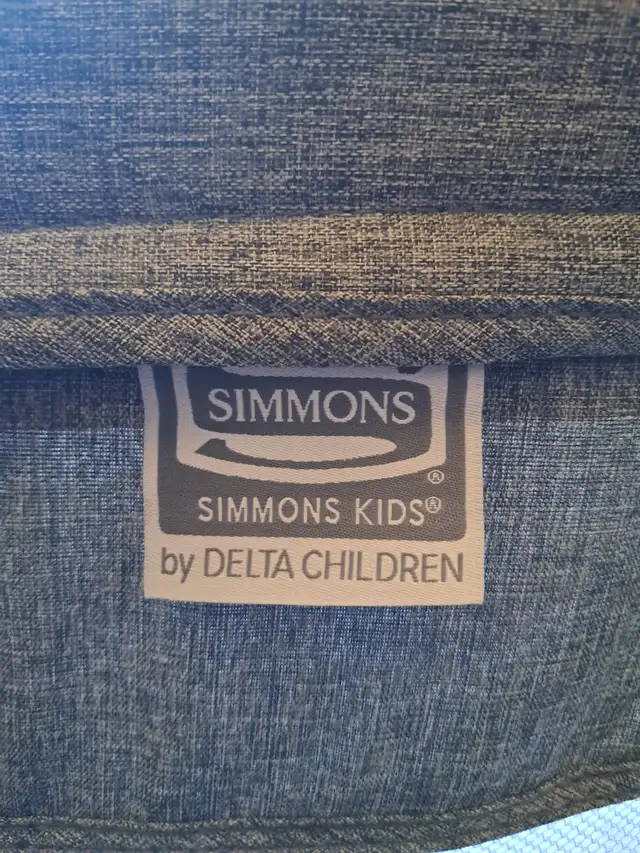 SIMMONS
®
SIMMONS KIDS®
by DELTA CHILDREN